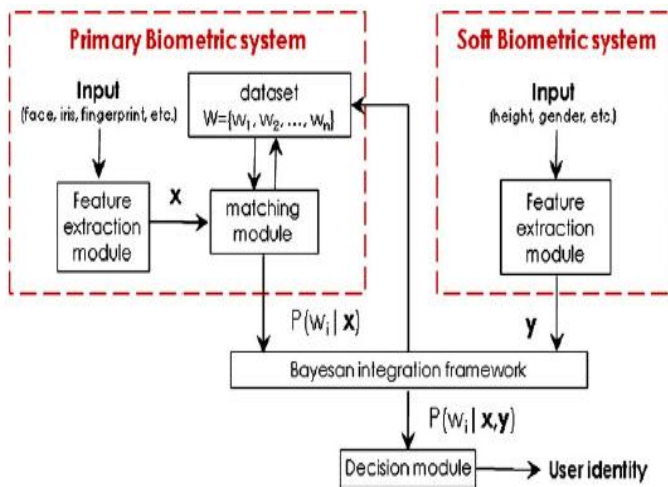 Primary Biometric system
Input
(face, iris, fingerprint, etc.)
dataset
W={w1, w2, ..., wn}
Feature
extraction
module
x
matching
module
P(wi | x)
Soft Biometric system
Input
(height, gender, etc.)
Feature
extraction
module
y
Bayesan integration framework
P(wi | x,y)
Decision module
User identity